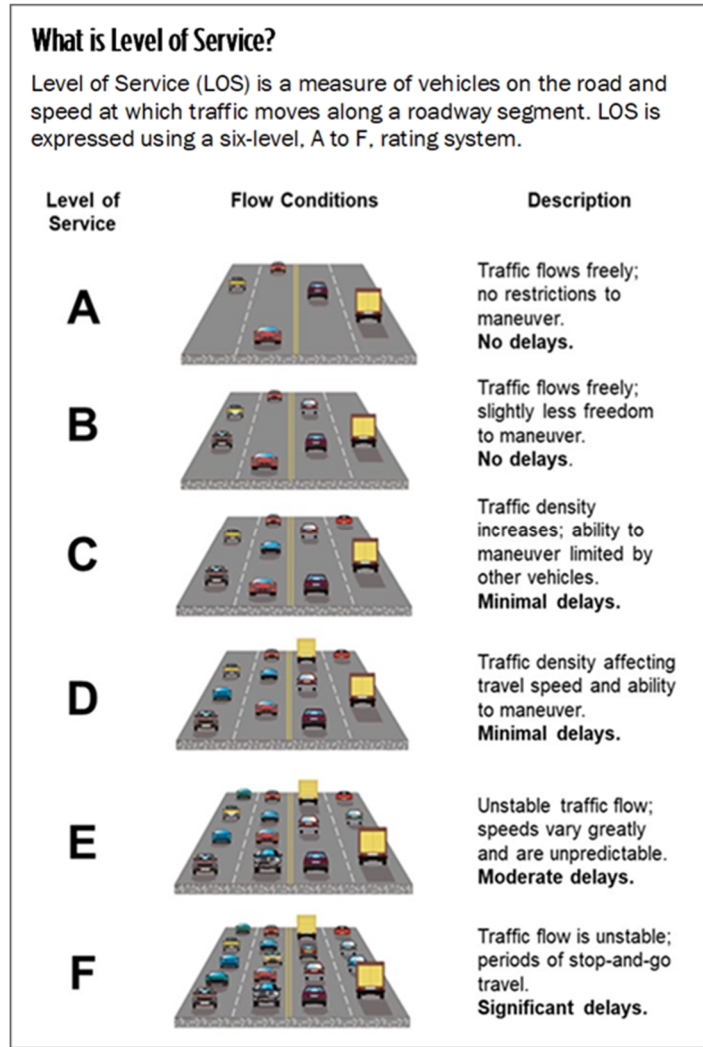 What is Level of Service?
Level of Service (LOS) is a measure of vehicles on the road and
speed at which traffic moves along a roadway segment. LOS is
expressed using a six-level, A to F, rating system.
Level of
Service
Flow Conditions
Description
A
Traffic flows freely;
no restrictions to
maneuver.
No delays.
B
Traffic flows freely;
slightly less freedom
to maneuver.
No delays.
C
Traffic density
increases; ability to
maneuver limited by
other vehicles.
Minimal delays.
D
Traffic density affecting
travel speed and ability
to maneuver.
Minimal delays.
E
Unstable traffic flow;
speeds vary greatly
and are unpredictable.
Moderate delays.
F
Traffic flow is unstable;
periods of stop-and-go
travel.
Significant delays.